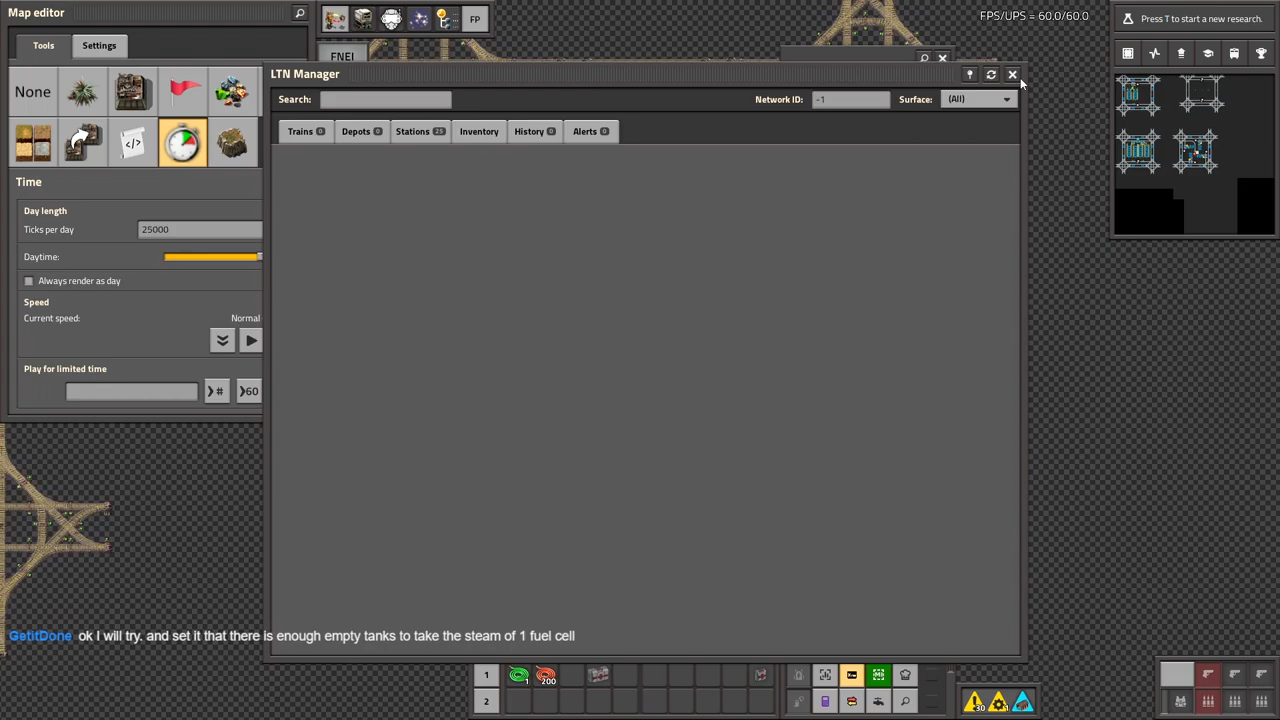 Map editor
FP
FPS/UPS = 60.0/60.0
Press T to start a new research.
Tools
Settings
FNEI
LTN Manager
None
Search:
Network ID:
-1
Surface:
(All)
Trains 0
Depots 0
Stations 25
Inventory
History 0
Alerts 0
</>
Time
Day length
Ticks per day
25000
Daytime:
Always render as day
Speed
Current speed:
Normal
Play for limited time
#
60
GetitDone ok I will try. and set it that there is enough empty tanks to take the steam of 1 fuel cell
1
1
200
2